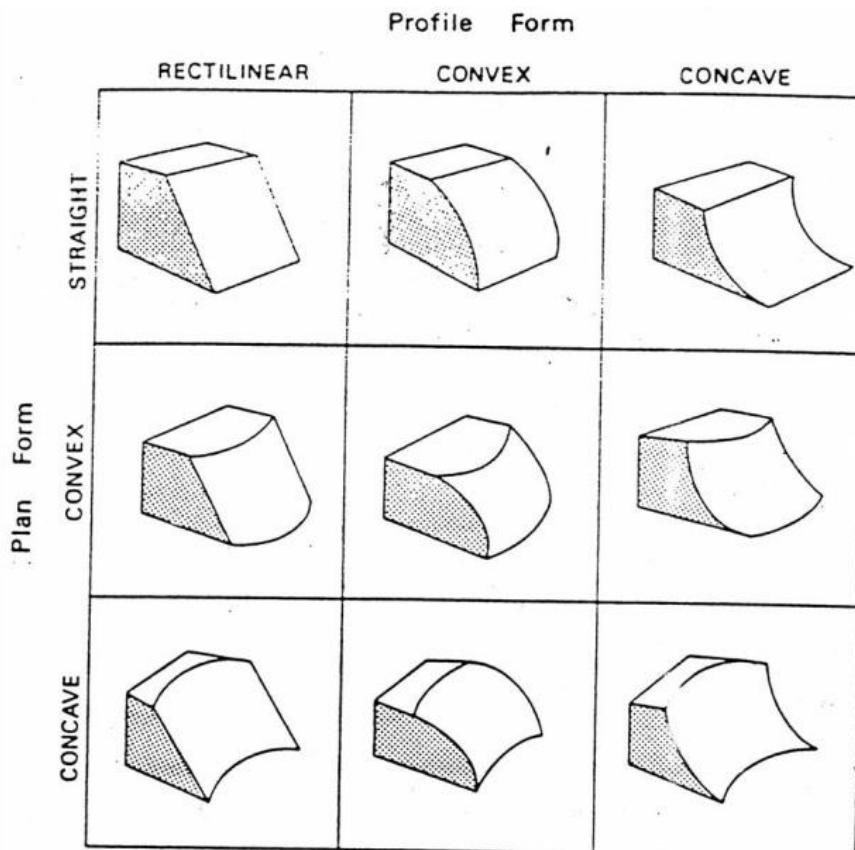 Profile Form
RECTILINEAR CONVEX CONCAVE
Plan Form
STRAIGHT
CONVEX
CONCAVE